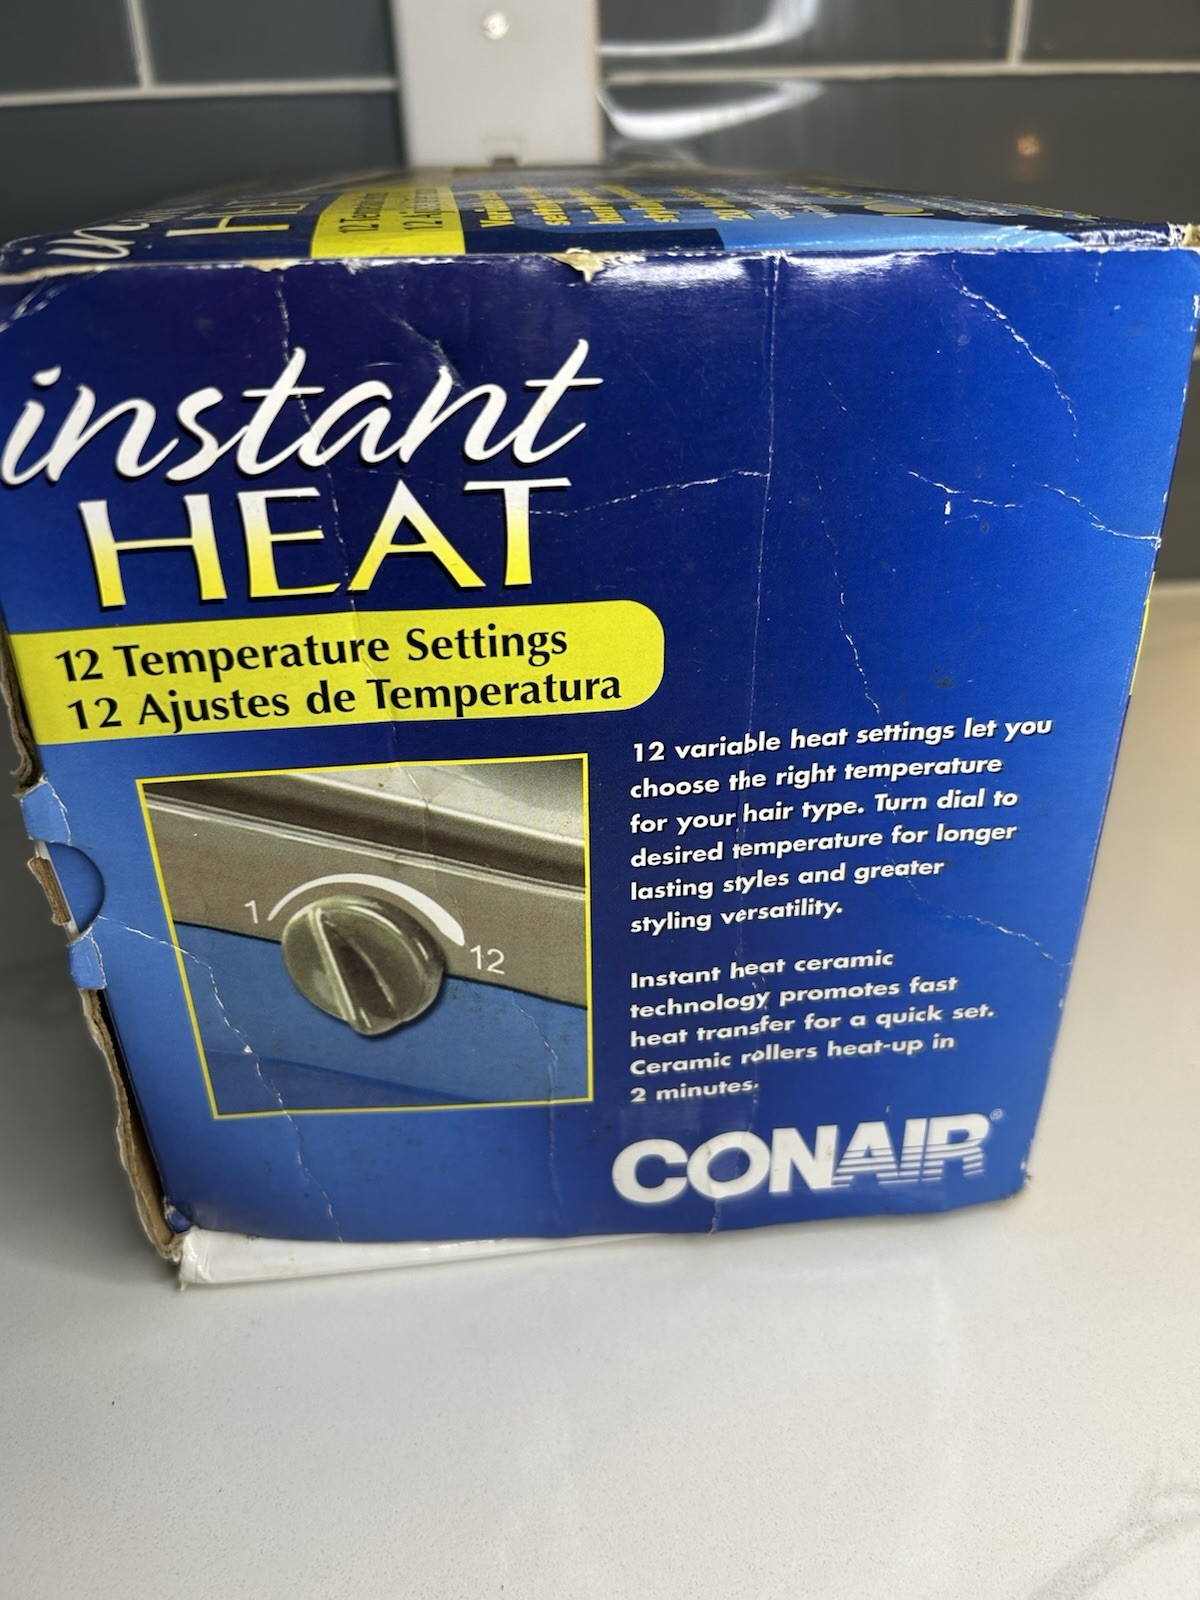 12
12
instant
HEAT
12 Temperature Settings
12 Ajustes de Temperatura
1
12
12 variable heat settings let you
choose the right temperature
for your hair type. Turn dial to
desired temperature for longer
lasting styles and greater
styling versatility.
Instant heat ceramic
technology promotes fast
heat transfer for a quick set.
Ceramic rollers heat-up in
2 minutes.
CONAIR®